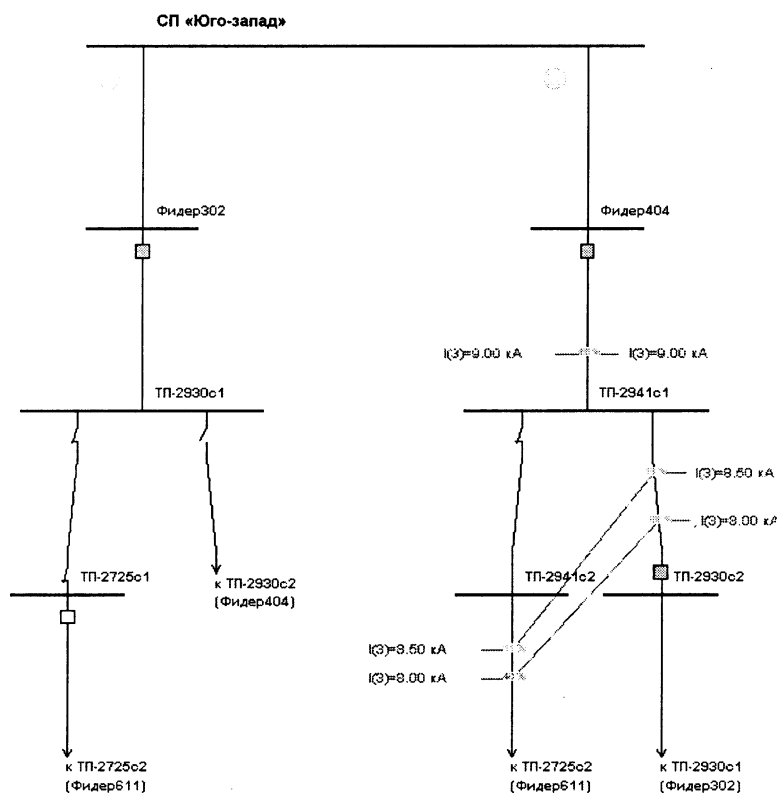 СП «Юго-запад»
Фидер302
Фидер404
I(3)=9.00 кА
I(3)=9.00 кА
ТП-2930с1
ТП-2941с1
I(3)=8.50 кА
I(3)=8.00 кА
ТП-2725с1
к ТП-2930с2
(Фидер404)
ТП-2941с2
ТП-2930с2
I(3)=8.50 кА
I(3)=8.00 кА
к ТП-2725с2
(Фидер611)
к ТП-2725с2
(Фидер611)
к ТП-2930с1
(Фидер302)